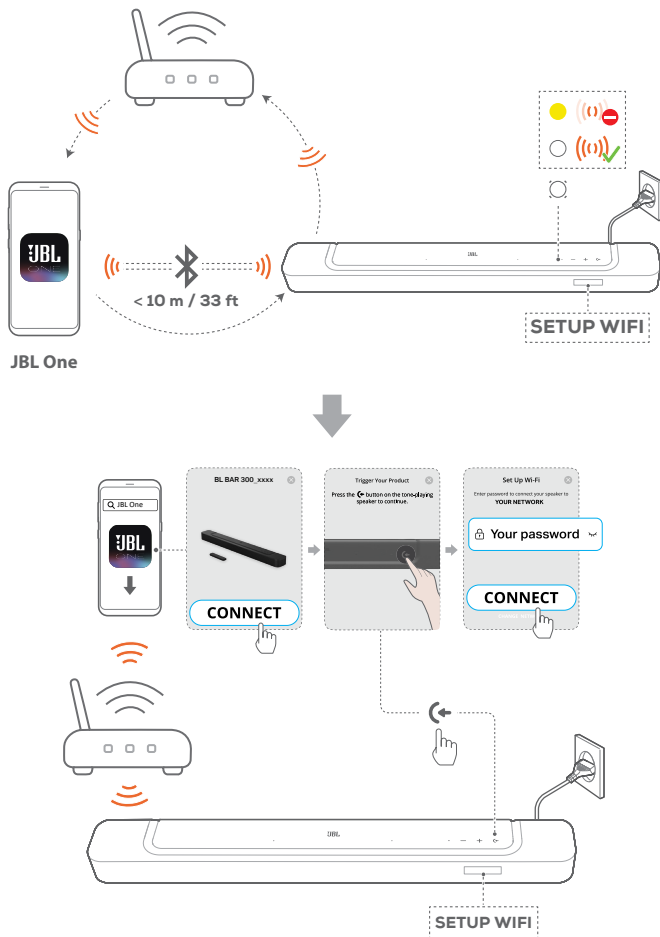 JBL
ONE
JBL
< 10 m / 33 ft
SETUP WIFI
JBL One
JBL One
JBL
ONE
BL BAR 300_xxxx
CONNECT
Trigger Your Product
Press the button on the tone-playing
speaker to continue.
Set Up Wi-Fi
Enter password to connect your speaker to
YOUR NETWORK
Your password
CONNECT
JBL
SETUP WIFI